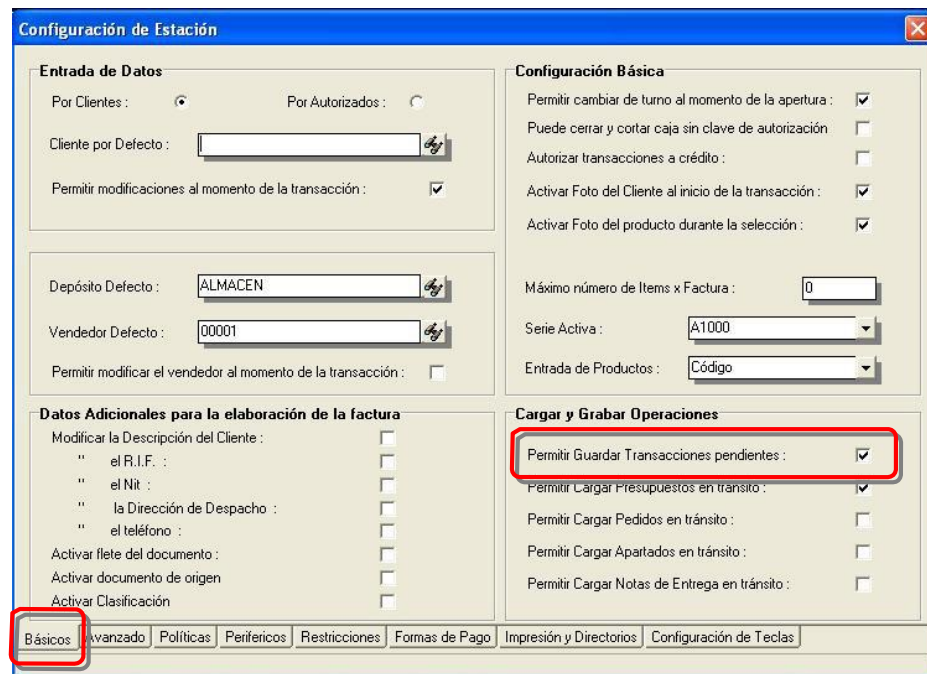 Configuración de Estación
Entrada de Datos
Por Clientes :
Por Autorizados :
Cliente por Defecto :
Permitir modificaciones al momento de la transacción :
Depósito Defecto :
ALMACEN
Vendedor Defecto :
00001
Permitir modificar el vendedor al momento de la transacción :
Datos Adicionales para la elaboración de la factura
Modificar la Descripción del Cliente :
" el R.I.F. :
" el Nit :
" la Dirección de Despacho :
" el teléfono :
Activar flete del documento :
Activar documento de origen
Activar Clasificación
Configuración Básica
Permitir cambiar de turno al momento de la apertura :
Puede cerrar y cortar caja sin clave de autorización
Autorizar transacciones a crédito :
Activar Foto del Cliente al inicio de la transacción :
Activar Foto del producto durante la selección :
Máximo número de Items x Factura :
0
Serie Activa :
A1000
Entrada de Productos :
Código
Cargar y Grabar Operaciones
Permitir Guardar Transacciones pendientes :
Permitir Cargar Presupuestos en tránsito :
Permitir Cargar Pedidos en tránsito :
Permitir Cargar Apartados en tránsito :
Permitir Cargar Notas de Entrega en tránsito :
Básicos Avanzado Políticas Perifericos Restricciones Formas de Pago Impresión y Directorios Configuración de Teclas